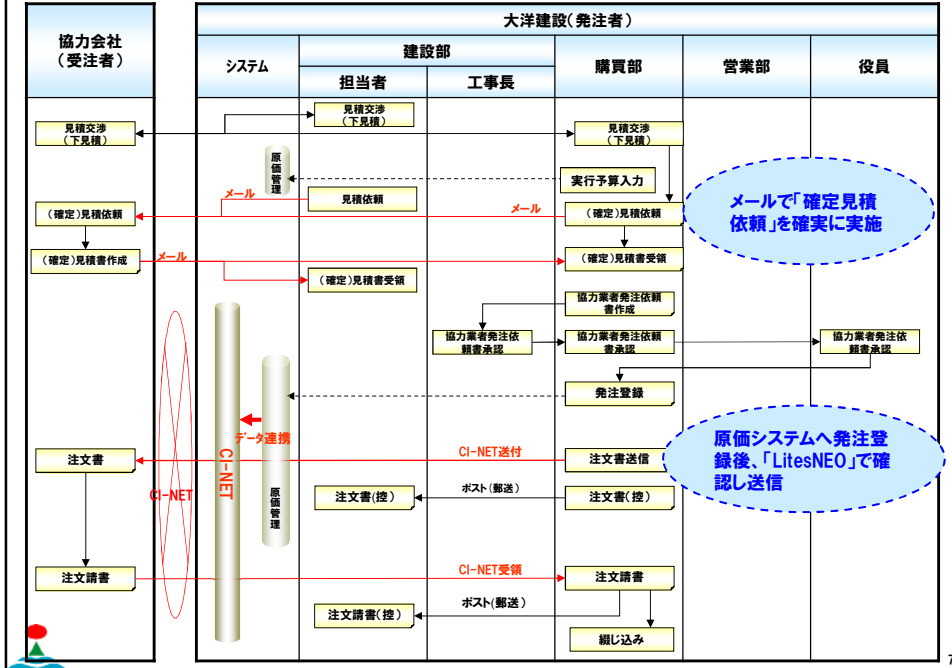 大洋建設(発注者)
協力会社
(受注者)
システム
建設部
担当者
工事長
購買部
営業部
役員
見積交渉
(下見積)
見積交渉
(下見積)
見積交渉
(下見積)
原価管理
実行予算入力
メール
見積依頼
メール
(確定)見積依頼
(確定)見積依頼
メールで「確定見積
依頼」を確実に実施
(確定)見積書作成
メール
(確定)見積書受領
(確定)見積書受領
協力業者発注依頼
書作成
協力業者発注依
頼書承認
協力業者発注依頼
書承認
協力業者発注依
頼書承認
発注登録
データ連携
CI-NET
原価管理
CI-NET
原価システムへ発注登
録後、「LitesNEO」で確
認し送信
注文書
CI-NET送付
注文書送信
注文書(控)
ポスト(郵送)
注文書(控)
注文請書
CI-NET受領
注文請書
注文請書(控)
ポスト(郵送)
綴じ込み
7